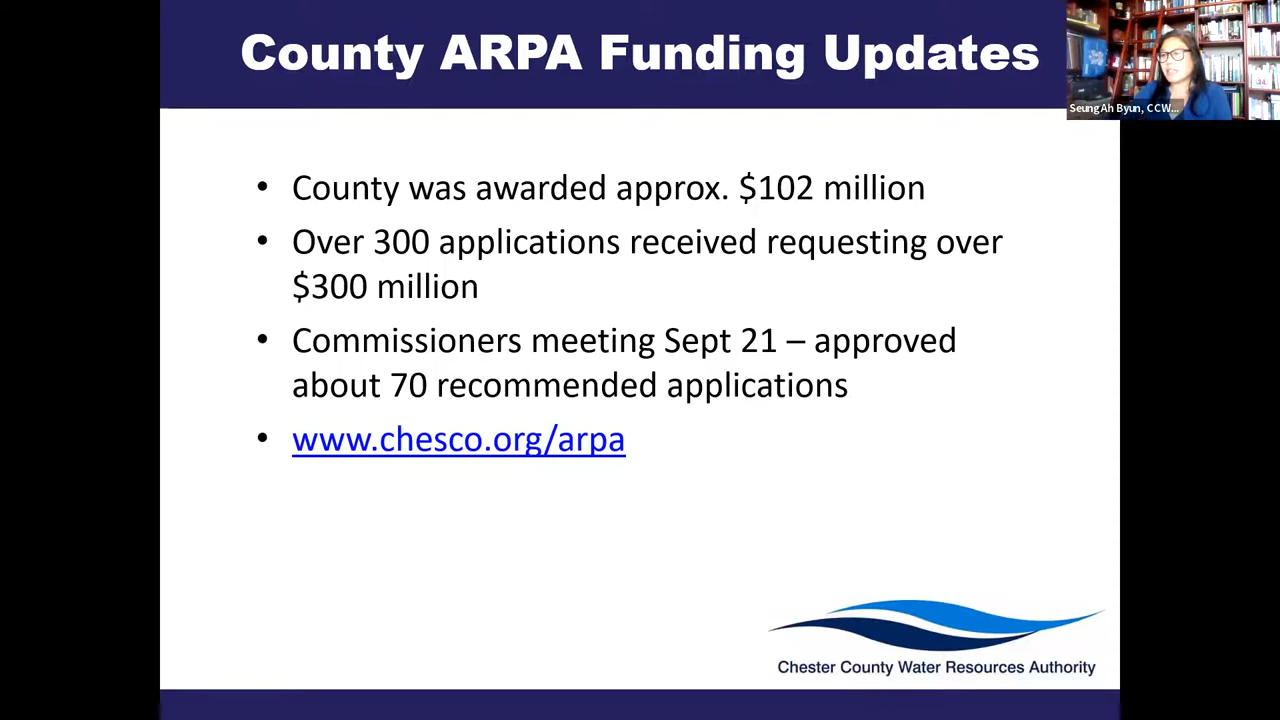 County ARPA Funding Updates
SeungAh Byun, CCW...
• County was awarded approx. $102 million
• Over 300 applications received requesting over
$300 million
• Commissioners meeting Sept 21 – approved
about 70 recommended applications
• www.chesco.org/arpa
Chester County Water Resources Authority